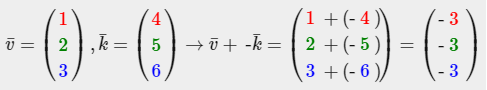 v̄ = (1 2 3), k̄ = (4 5 6) → v̄ + -k̄ = (1 + (- 4) 2 + (- 5) 3 + (- 6)) = (- 3 - 3 - 3)